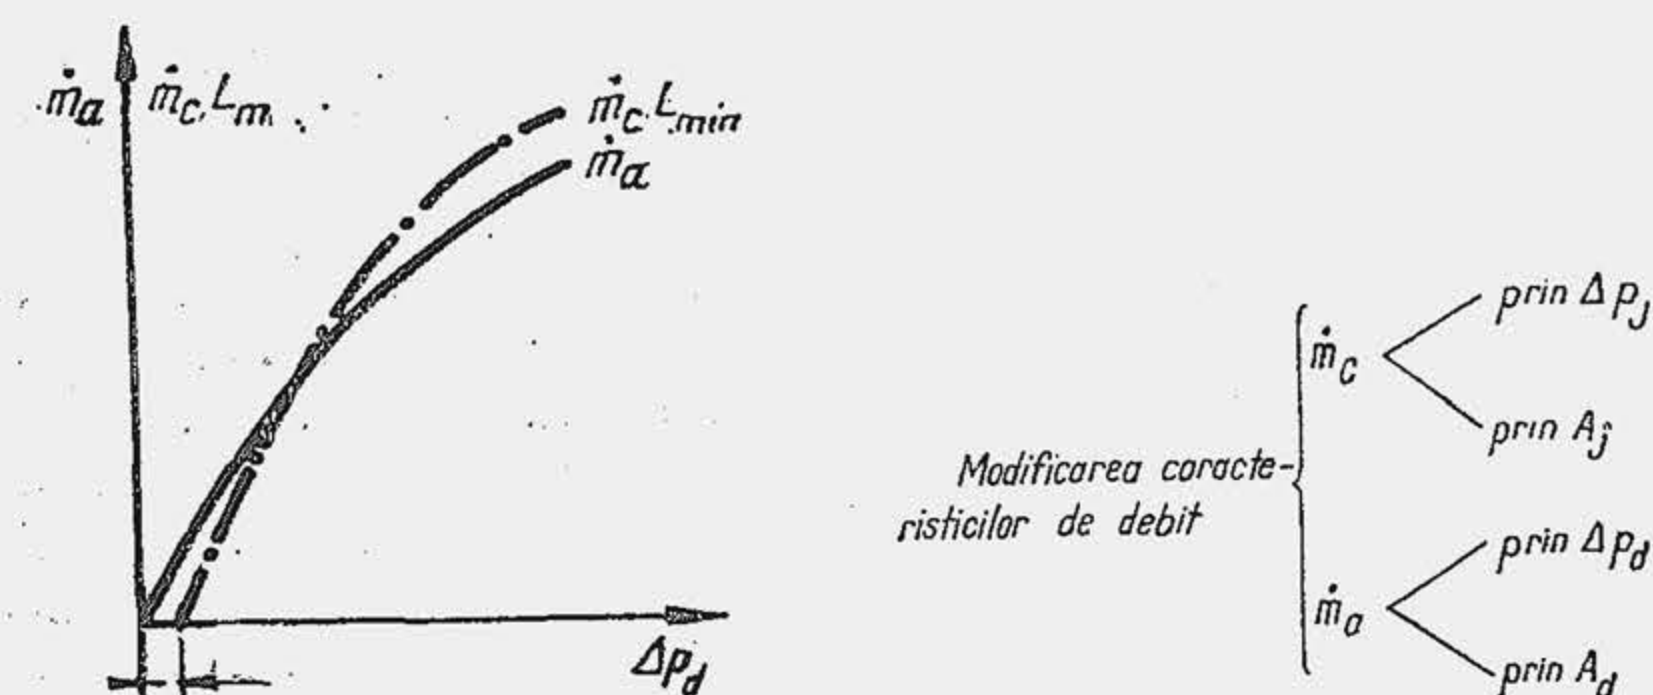 ṁa ṁc.Lm
ṁc.Lmin
ṁa
Δpd
Modificarea caracte-
risticilor de debit
ṁc
prin Δpj
prin Aj
ṁa
prin Δpd
prin Ad